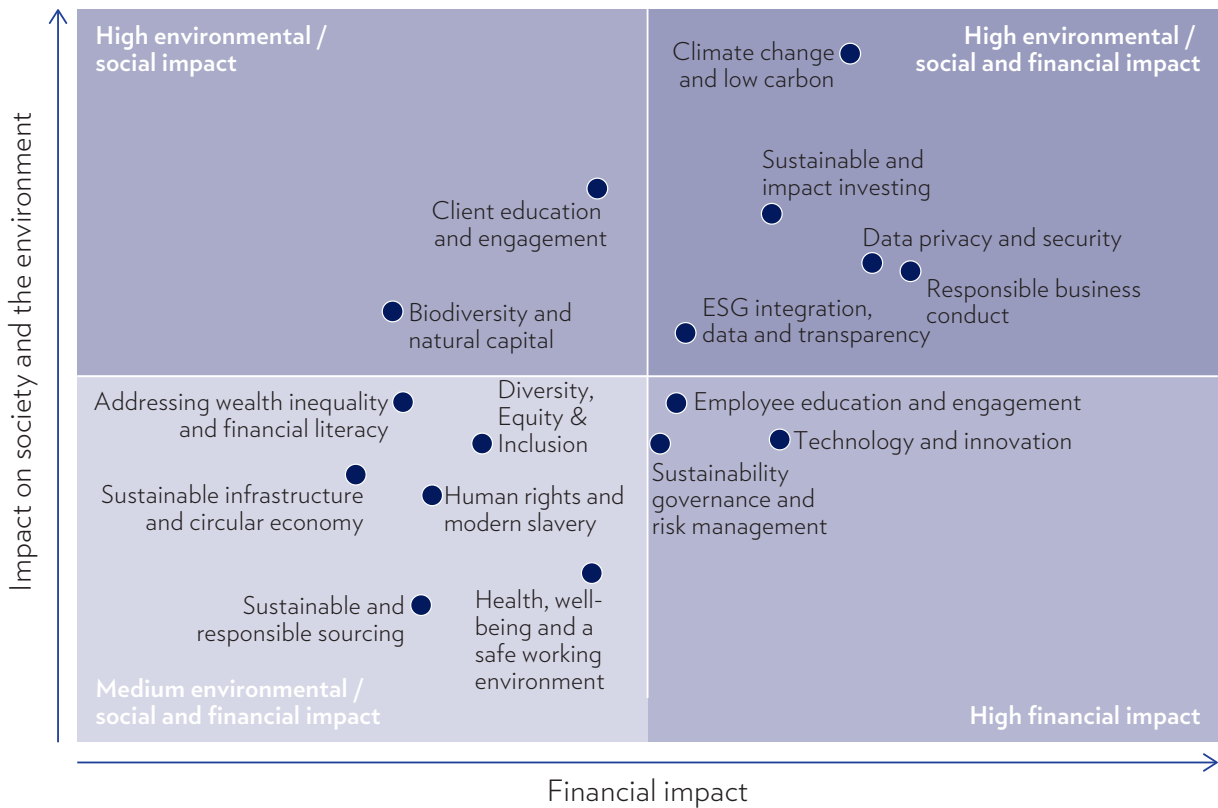 High environmental /
social impact
High environmental /
social and financial impact
Climate change
and low carbon
Sustainable and
impact investing
Client education
and engagement
Data privacy and security
Responsible business
conduct
Biodiversity and
natural capital
ESG integration,
data and transparency
Addressing wealth inequality
and financial literacy
Diversity,
Equity &
Inclusion
Employee education and engagement
Technology and innovation
Sustainability
governance and
risk management
Sustainable infrastructure
and circular economy
Human rights and
modern slavery
Sustainable and
responsible sourcing
Health, well-
being and a
safe working
environment
Medium environmental /
social and financial impact
High financial impact
Impact on society and the environment
Financial impact